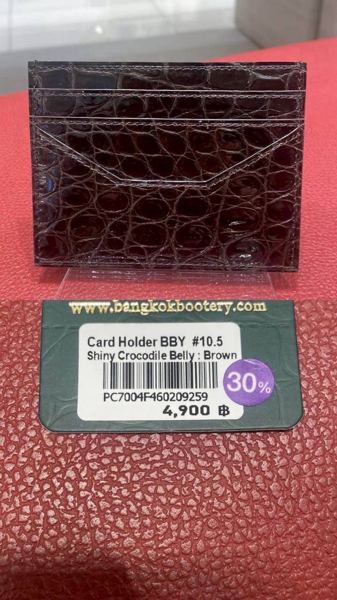 www.bangkokbootery.com
Card Holder BBY #10.5
Shiny Crocodile Belly : Brown
30%
PC7004F460209259
4,900 ฿